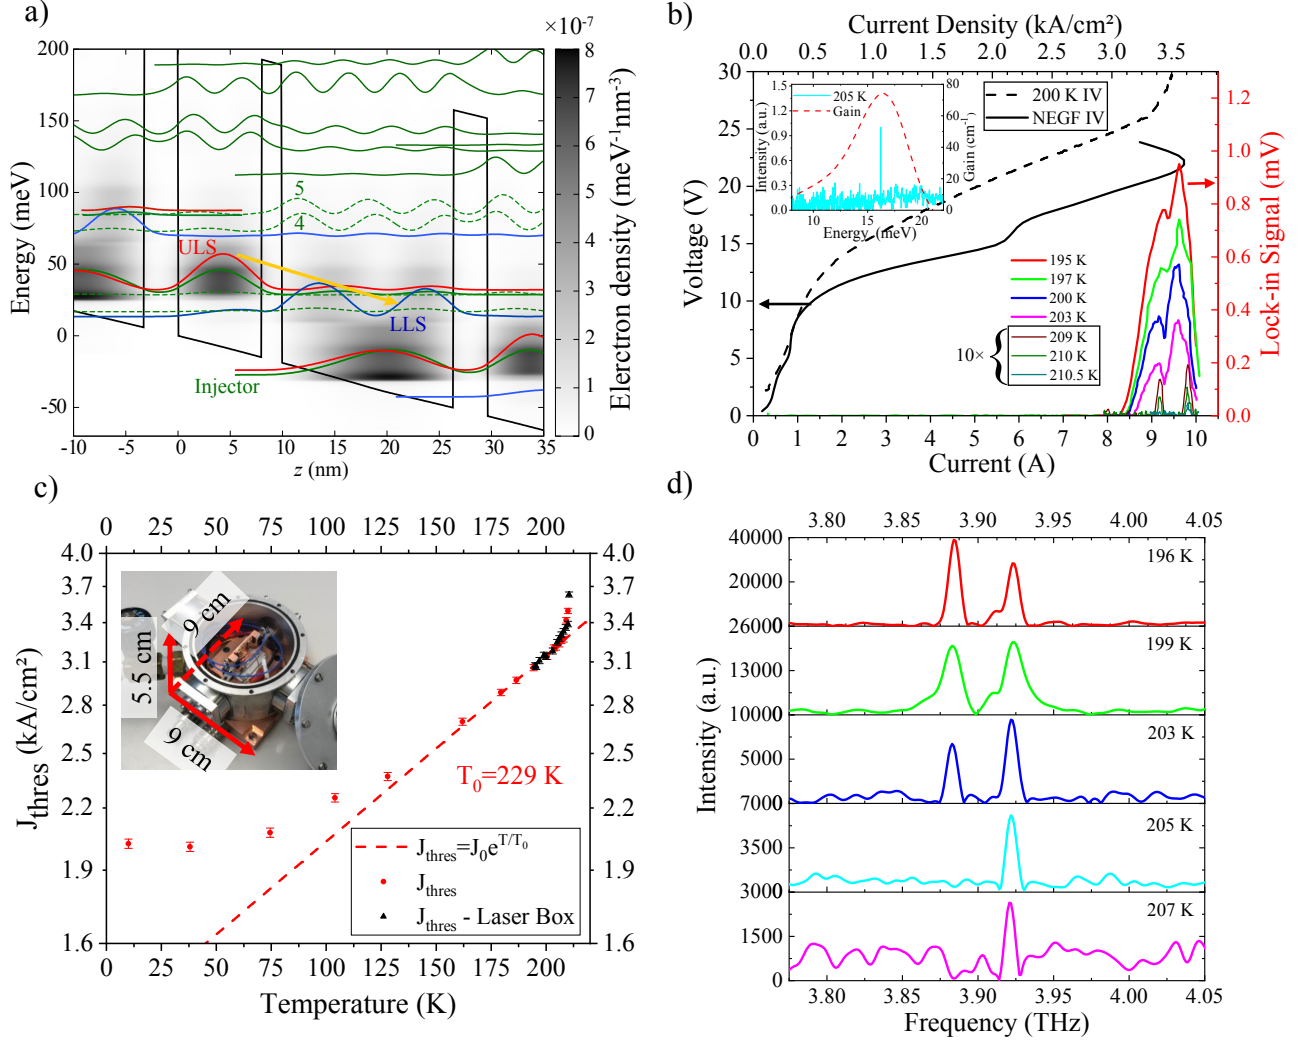 a)
×10⁻⁷
200
150
100
50
0
-50
Energy (meV)
-10
-5
0
5
10
15
20
25
30
35
z (nm)
5
4
ULS
LLS
Injector
8
7
6
5
4
3
2
1
0
Elerctron density (meV⁻¹nm⁻³)
b)
Current Density (kA/cm²)
0.0 0.5 1.0 1.5 2.0 2.5 3.0 3.5
30
25
20
15
10
5
0
Voltage (V)
0 1 2 3 4 5 6 7 8 9 10
Current (A)
1.2
1.0
0.8
0.6
0.4
0.2
0.0
Lock-in Signal (mV)
200 K IV
NEGF IV
195 K
197 K
200 K
203 K
10×
209 K
210 K
210.5 K
1.5
1.2
0.9
0.6
0.3
0.0
Intensity (a.u.)
205 K
Gain
80
60
40
20
0
Gain (cm⁻¹)
8 12 16 20
Energy (meV)
c)
0 25 50 75 100 125 150 175 200
4.0
3.7
3.4
3.1
2.8
2.5
2.2
1.9
1.6
J_thres (kA/cm²)
4.0
3.7
3.4
3.1
2.8
2.5
2.2
1.9
1.6
5.5 cm
9 cm
9 cm
T₀=229 K
J_thres=J₀e^T/T₀
J_thres
J_thres - Laser Box
0 25 50 75 100 125 150 175 200
Temperature (K)
d)
3.80 3.85 3.90 3.95 4.00 4.05
40000
20000
26000
13000
10000
5000
7000
3500
3000
1500
0
Intensity (a.u.)
196 K
199 K
203 K
205 K
207 K
3.80 3.85 3.90 3.95 4.00 4.05
Frequency (THz)